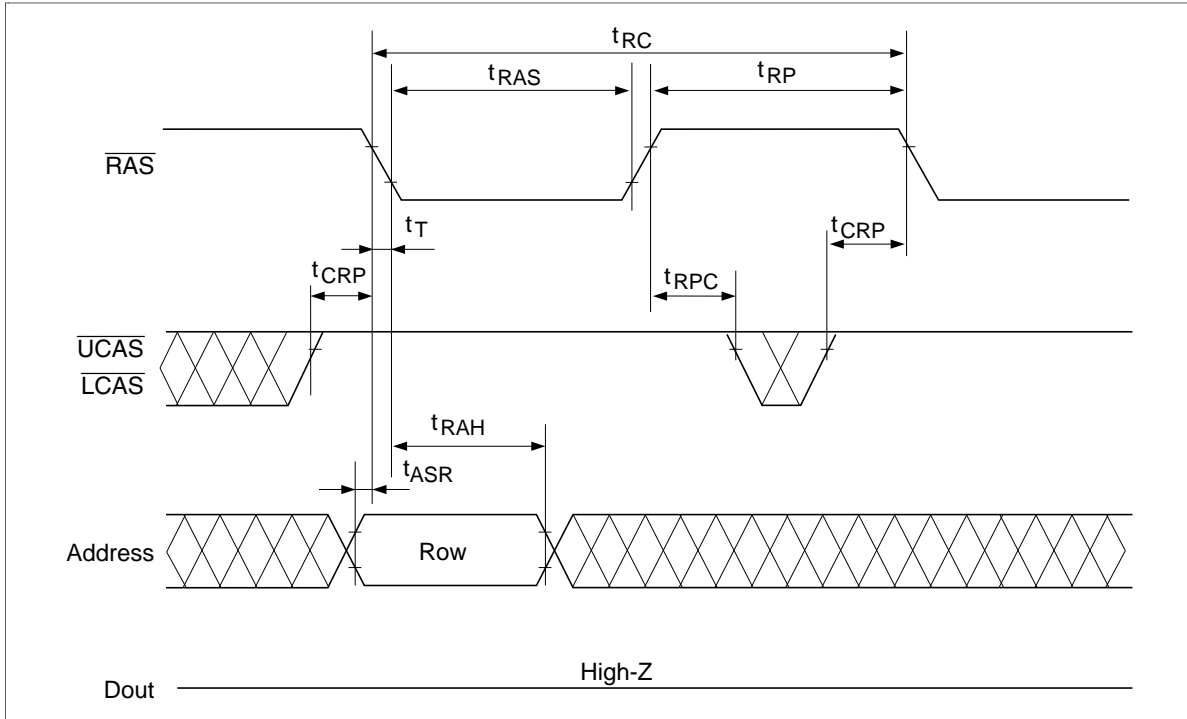 tRC
tRAS
tRP
RAS
tT
tCRP
tCRP
tRPC
UCAS
LCAS
tRAH
tASR
Address
Row
High-Z
Dout